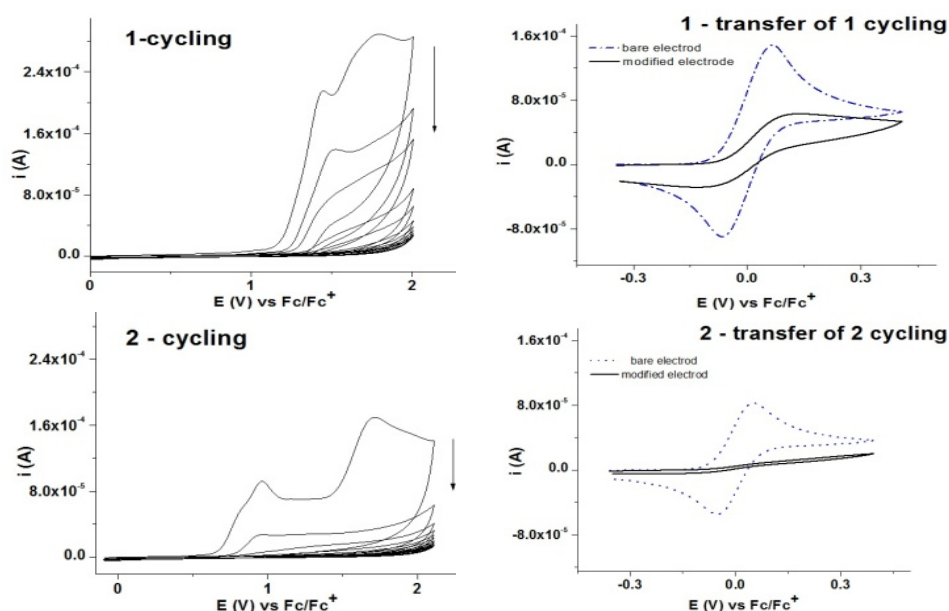 1-cycling
2.4x10⁻⁴
1.6x10⁻⁴
8.0x10⁻⁵
0.0
i (A)
0 1 2
E (V) vs Fc/Fc⁺
1 - transfer of 1 cycling
1.6x10⁻⁴
bare electrod
modified electrode
8.0x10⁻⁵
0.0
-8.0x10⁻⁵
i (A)
-0.3 0.0 0.3
E (V) vs Fc/Fc⁺
2 - cycling
2.4x10⁻⁴
1.6x10⁻⁴
8.0x10⁻⁵
0.0
i (A)
0 1 2
E (V) vs Fc/Fc⁺
2 - transfer of 2 cycling
1.6x10⁻⁴
bare electrod
modified electrod
8.0x10⁻⁵
0.0
-8.0x10⁻⁵
i (A)
-0.3 0.0 0.3
E (V) vs Fc/Fc⁺